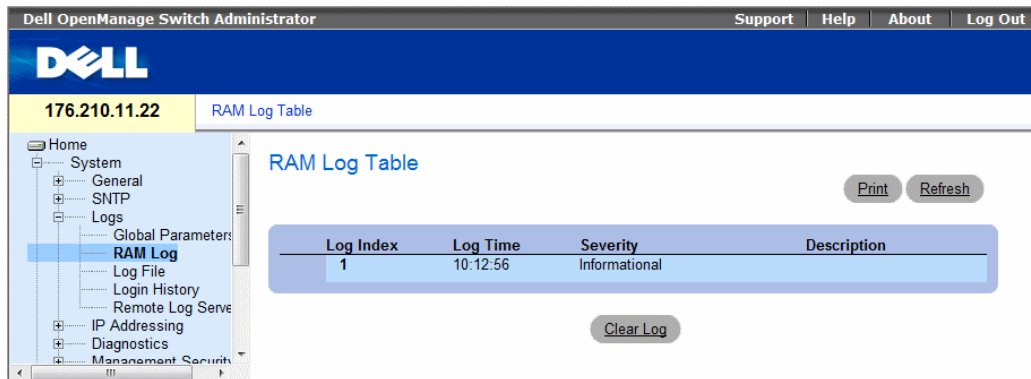 Dell OpenManage Switch Administrator Support Help About Log Out
DELL
176.210.11.22 RAM Log Table
Home
System
General
SNTP
Logs
Global Parameters
RAM Log
Log File
Login History
Remote Log Serve
IP Addressing
Diagnostics
Management Security
RAM Log Table
Print Refresh
Log Index Log Time Severity Description
1 10:12:56 Informational
Clear Log